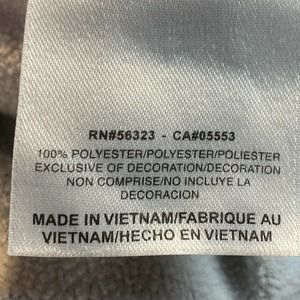 RN#56323 - CA#05553
100% POLYESTER/POLYESTER/POLIESTER
EXCLUSIVE OF DECORATION/DECORATION
NON COMPRISE/NO INCLUYE LA
DECORACION
MADE IN VIETNAM/FABRIQUE AU
VIETNAM/HECHO EN VIETNAM